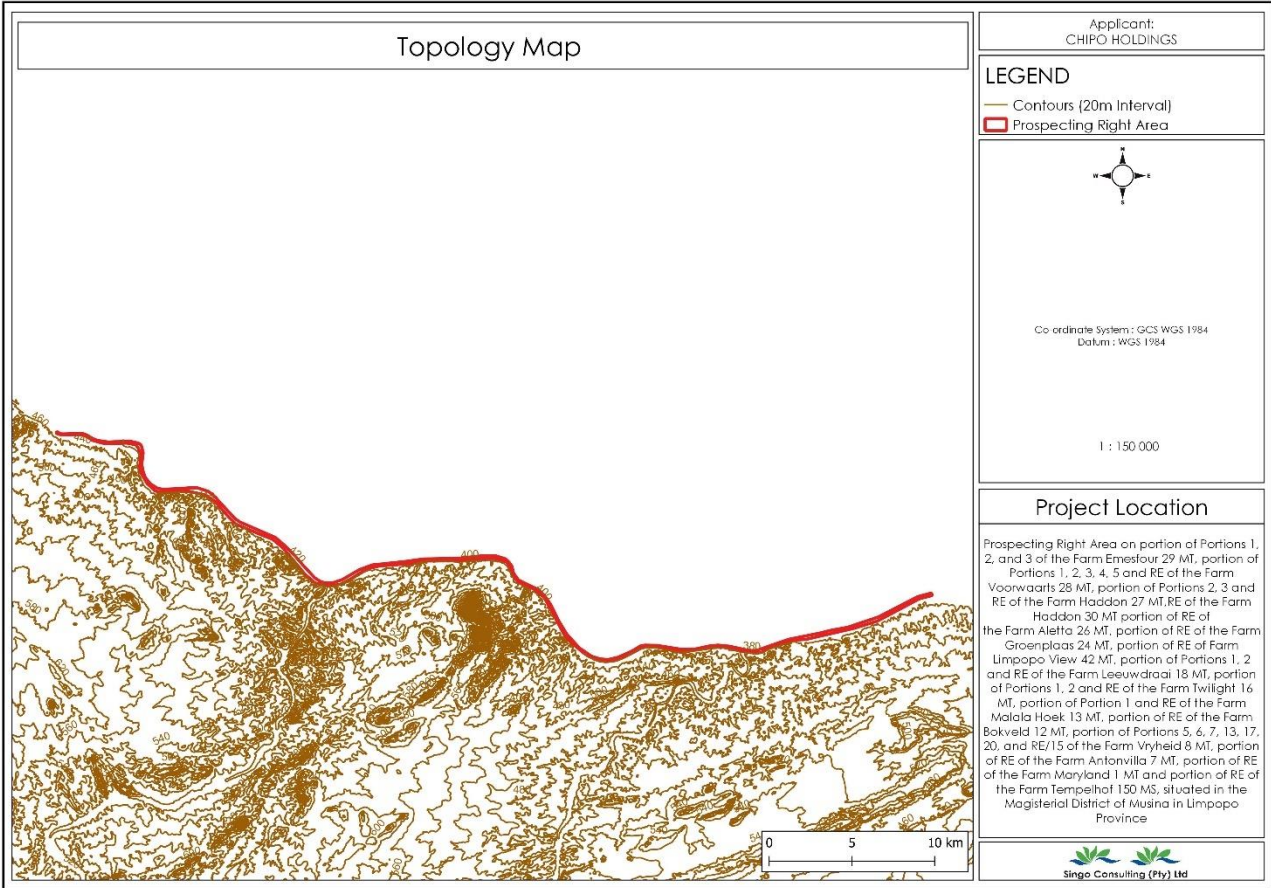 Topology Map
Applicant:
CHIPO HOLDINGS
LEGEND
Contours (20m Interval)
Prospecting Right Area
N
W
E
S
Co ordinate System : GCS WGS 1984
Datum : WGS 1984
1 : 150 000
Project Location
Prospecting Right Area on portion of Portions 1,
2, and 3 of the Farm Emesfour 29 MT, portion of
Portions 1, 2, 3, 4, 5 and RE of the Farm
Voorwaarts 28 MT, portion of Portions 2, 3 and
RE of the Farm Haddon 27 MT,RE of the Farm
Haddon 30 MT portion of RE of
the Farm Aletta 26 MT, portion of RE of the Farm
Groenplaas 24 MT, portion of RE of Farm
Limpopo View 42 MT, portion of Portions 1, 2
and RE of the Farm Leeuwdraai 18 MT, portion
of Portions 1, 2 and RE of the Farm Twilight 16
MT, portion of Portion 1 and RE of the Farm
Malala Hoek 13 MT, portion of RE of the Farm
Bokveld 12 MT, portion of Portions 5, 6, 7, 13, 17,
20, and RE/15 of the Farm Vryheid 8 MT, portion
of RE of the Farm Antonvilla 7 MT, portion of RE
of the Farm Maryland 1 MT and portion of RE of
the Farm Tempelhof 150 MS, situated in the
Magisterial District of Musina in Limpopo
Province
Singo Consulting (Pty) Ltd
460
420
400
400
380
540
0 5 10 km